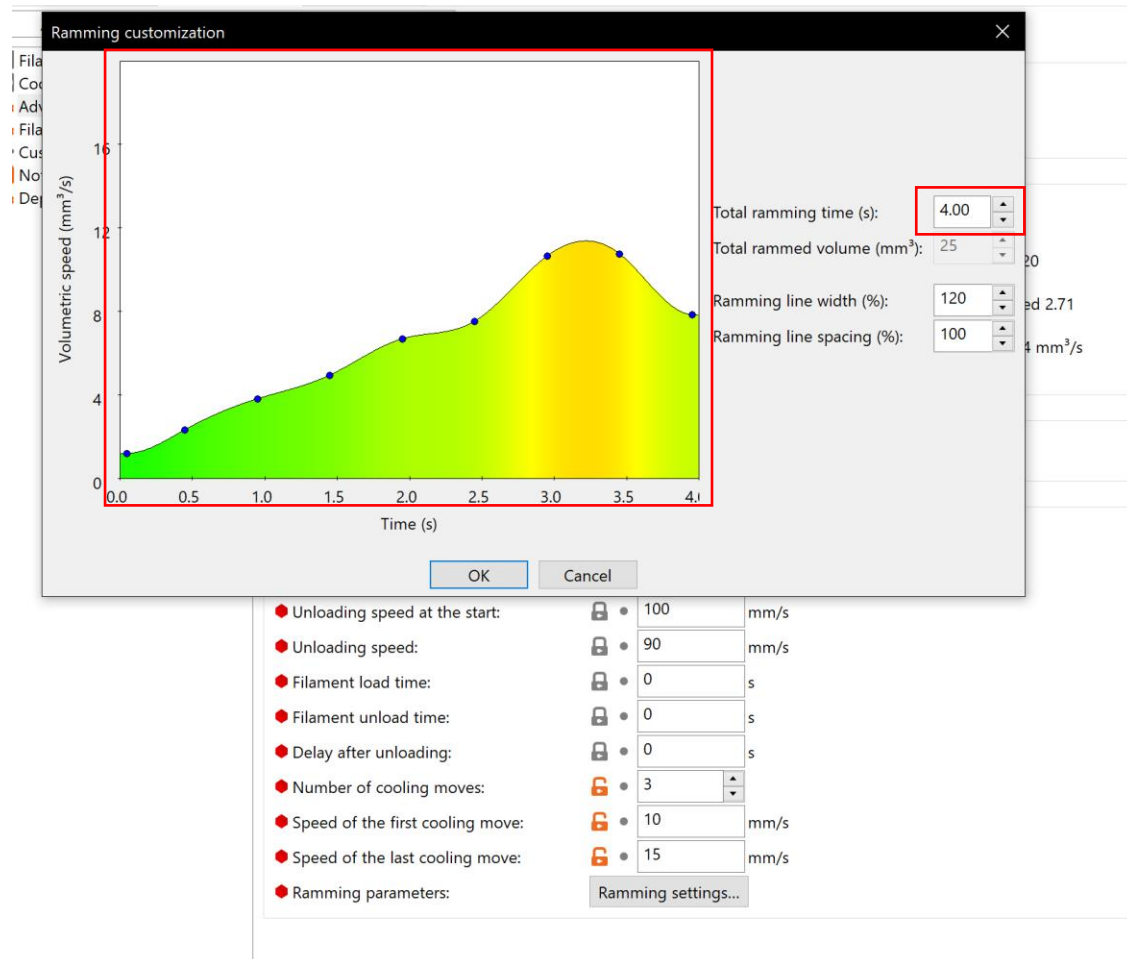 Ramming customization
Fila
Coo
Adv
Fila
Cus
No
Dep
Volumetric speed (mm³/s)
16
12
8
4
0
0.0 0.5 1.0 1.5 2.0 2.5 3.0 3.5 4.
Time (s)
Total ramming time (s): 4.00
Total rammed volume (mm³): 25
20
Ramming line width (%): 120
ed 2.71
Ramming line spacing (%): 100
4 mm³/s
OK Cancel
Unloading speed at the start: 100 mm/s
Unloading speed: 90 mm/s
Filament load time: 0 s
Filament unload time: 0 s
Delay after unloading: 0 s
Number of cooling moves: 3
Speed of the first cooling move: 10 mm/s
Speed of the last cooling move: 15 mm/s
Ramming parameters: Ramming settings...